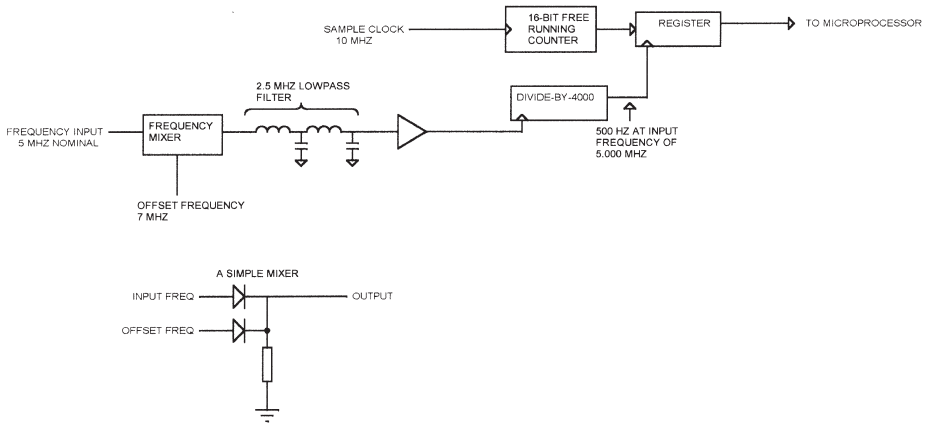 SAMPLE CLOCK
10 MHZ
16-BIT FREE
RUNNING
COUNTER
REGISTER
TO MICROPROCESSOR
2.5 MHZ LOWPASS
FILTER
DIVIDE-BY-4000
FREQUENCY INPUT
5 MHZ NOMINAL
FREQUENCY
MIXER
500 HZ AT INPUT
FREQUENCY OF
5.000 MHZ
OFFSET FREQUENCY
7 MHZ
A SIMPLE MIXER
INPUT FREQ
OUTPUT
OFFSET FREQ